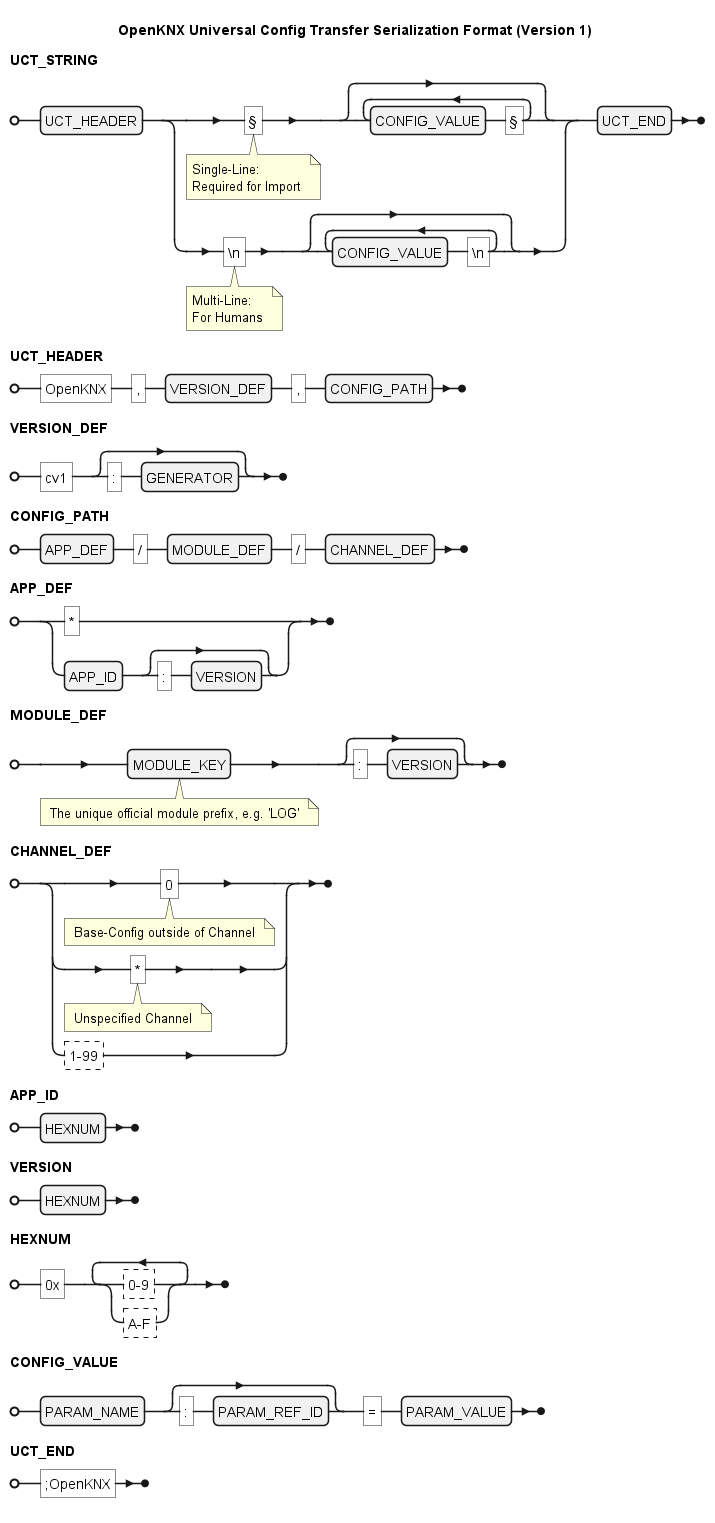 OpenKNX Universal Config Transfer Serialization Format (Version 1)
UCT_STRING
UCT_HEADER § CONFIG_VALUE § UCT_END
Single-Line:
Required for Import
\n CONFIG_VALUE \n
Multi-Line:
For Humans
UCT_HEADER
OpenKNX , VERSION_DEF , CONFIG_PATH
VERSION_DEF
cv1 : GENERATOR
CONFIG_PATH
APP_DEF / MODULE_DEF / CHANNEL_DEF
APP_DEF
*
APP_ID : VERSION
MODULE_DEF
MODULE_KEY : VERSION
The unique official module prefix, e.g. 'LOG'
CHANNEL_DEF
0
Base-Config outside of Channel
*
Unspecified Channel
1-99
APP_ID
HEXNUM
VERSION
HEXNUM
HEXNUM
0x 0-9
A-F
CONFIG_VALUE
PARAM_NAME : PARAM_REF_ID = PARAM_VALUE
UCT_END
;OpenKNX